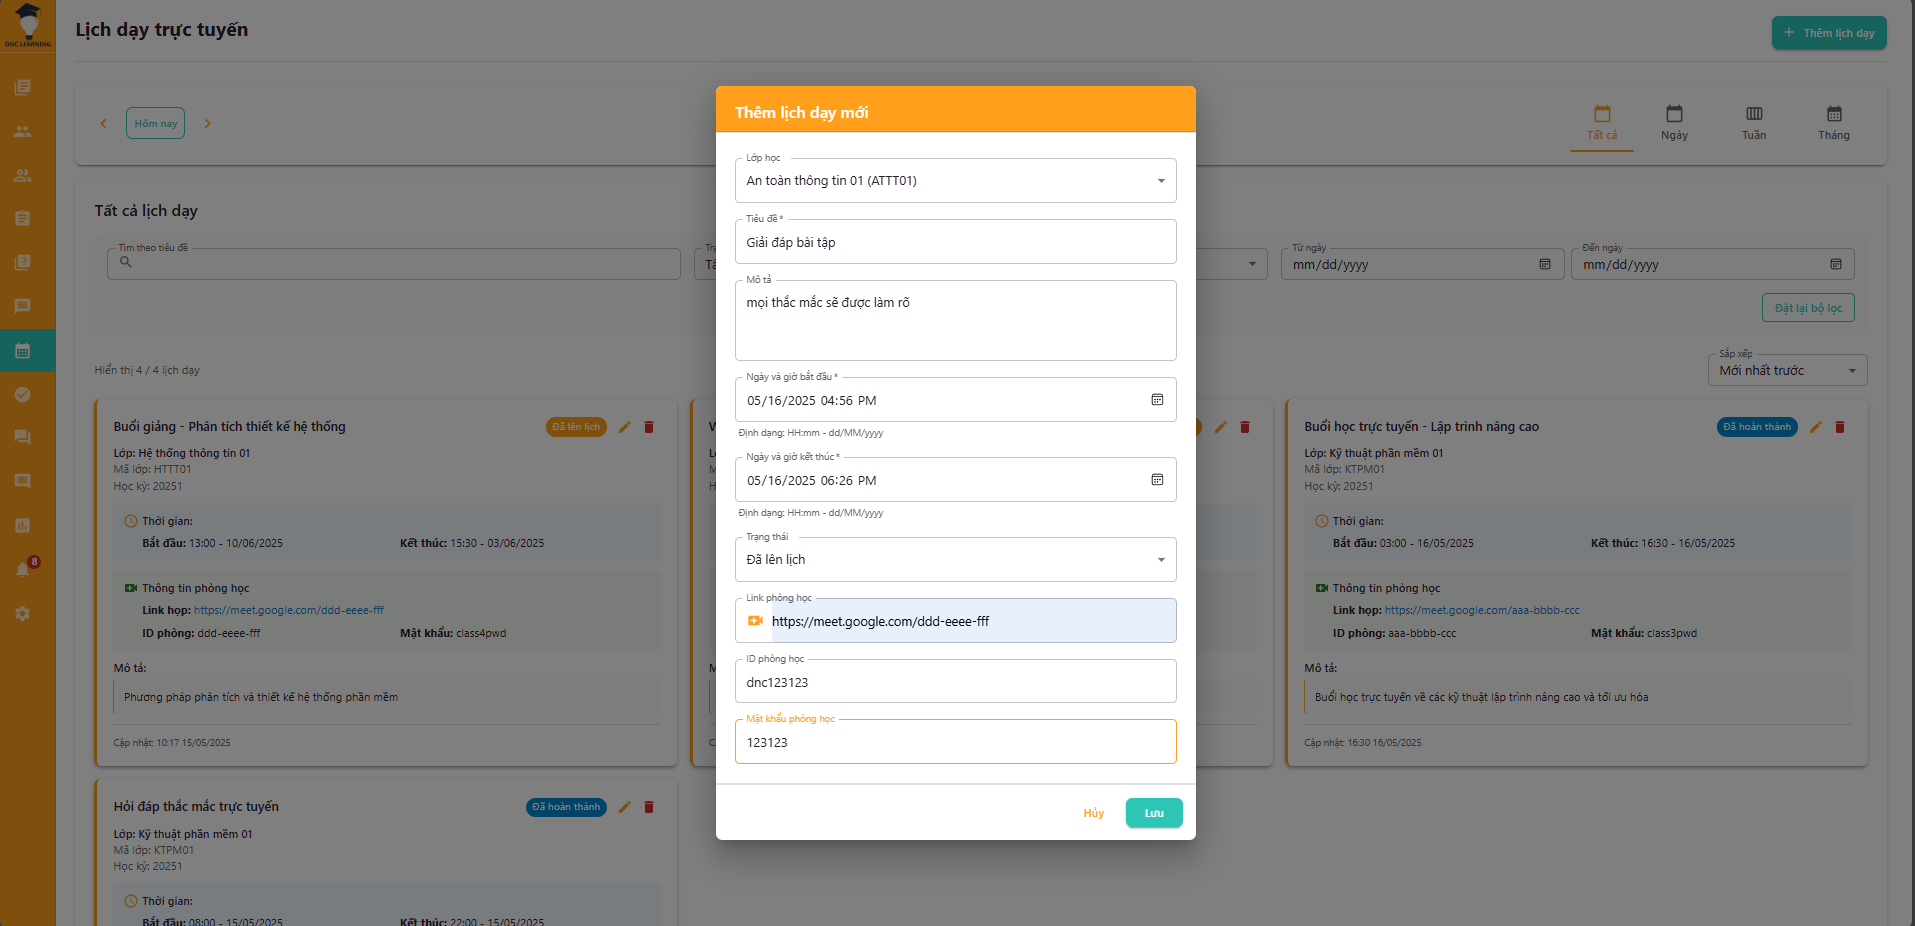 DNC LEARNING
Lịch dạy trực tuyến
+ Thêm lịch dạy
Hôm nay
Tất cả
Ngày
Tuần
Tháng
Tất cả lịch dạy
Tìm theo tiêu đề
Từ ngày
mm/dd/yyyy
Đến ngày
mm/dd/yyyy
Đặt lại bộ lọc
Hiển thị 4 / 4 lịch dạy
Sắp xếp
Mới nhất trước
8
Buổi giảng - Phân tích thiết kế hệ thống
Đã lên lịch
Lớp: Hệ thống thông tin 01
Mã lớp: HTTT01
Học kỳ: 20251
Thời gian:
Bắt đầu: 13:00 - 10/06/2025
Kết thúc: 15:30 - 03/06/2025
Thông tin phòng học
Link họp: https://meet.google.com/ddd-eeee-fff
ID phòng: ddd-eeee-fff
Mật khẩu: class4pwd
Mô tả:
Phương pháp phân tích và thiết kế hệ thống phần mềm
Cập nhật: 10:17 15/05/2025
Buổi học trực tuyến - Lập trình nâng cao
Đã hoàn thành
Lớp: Kỹ thuật phần mềm 01
Mã lớp: KTPM01
Học kỳ: 20251
Thời gian:
Bắt đầu: 03:00 - 16/05/2025
Kết thúc: 16:30 - 16/05/2025
Thông tin phòng học
Link họp: https://meet.google.com/aaa-bbbb-ccc
ID phòng: aaa-bbbb-ccc
Mật khẩu: class3pwd
Mô tả:
Buổi học trực tuyến về các kỹ thuật lập trình nâng cao và tối ưu hóa
Cập nhật: 16:30 16/05/2025
Hỏi đáp thắc mắc trực tuyến
Đã hoàn thành
Lớp: Kỹ thuật phần mềm 01
Mã lớp: KTPM01
Học kỳ: 20251
Thời gian:
Bắt đầu: 08:00 - 15/05/2025
Kết thúc: 22:00 - 15/05/2025
Thêm lịch dạy mới
Lớp học
An toàn thông tin 01 (ATTT01)
Tiêu đề *
Giải đáp bài tập
Mô tả
mọi thắc mắc sẽ được làm rõ
Ngày và giờ bắt đầu *
05/16/2025 04:56 PM
Định dạng: HH:mm - dd/MM/yyyy
Ngày và giờ kết thúc *
05/16/2025 06:26 PM
Định dạng: HH:mm - dd/MM/yyyy
Trạng thái
Đã lên lịch
Link phòng học
https://meet.google.com/ddd-eeee-fff
ID phòng học
dnc123123
Mật khẩu phòng học
123123
Hủy
Lưu